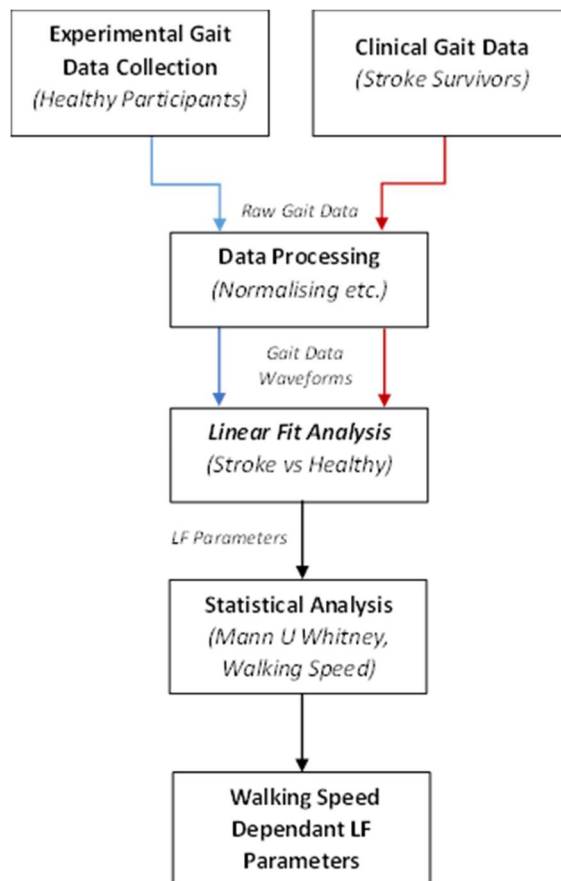 Experimental Gait
Data Collection
(Healthy Participants)
Clinical Gait Data
(Stroke Survivors)
Raw Gait Data
Data Processing
(Normalising etc.)
Gait Data
Waveforms
Linear Fit Analysis
(Stroke vs Healthy)
LF Parameters
Statistical Analysis
(Mann U Whitney,
Walking Speed)
Walking Speed
Dependant LF
Parameters